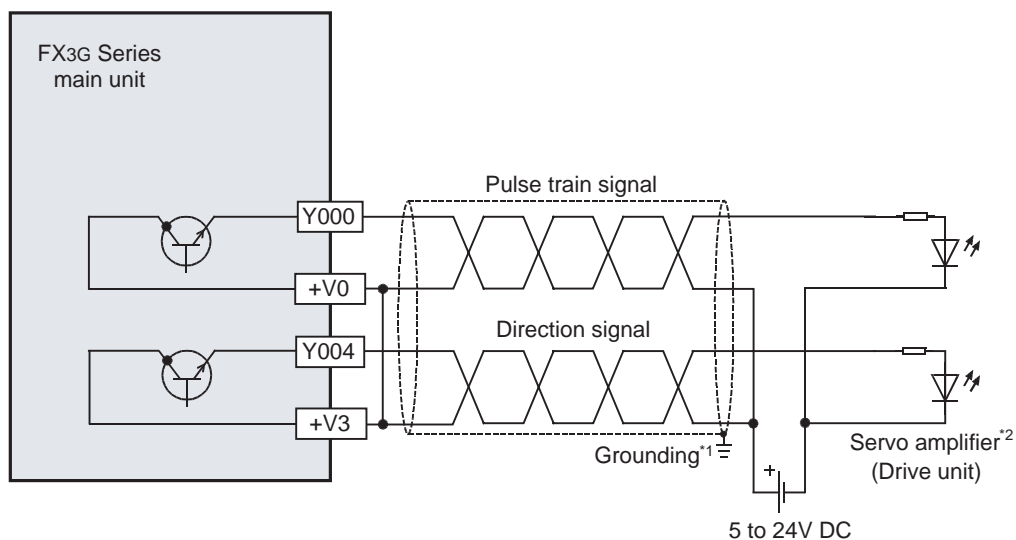 FX3G Series
main unit
Pulse train signal
Y000
+V0
Direction signal
Y004
+V3
Grounding*1
Servo amplifier*2
(Drive unit)
+
5 to 24V DC